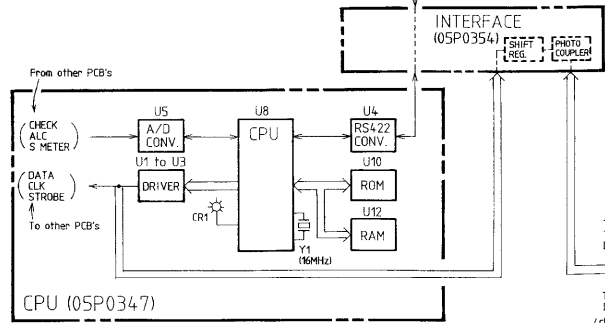 INTERFACE
(05P0354)
SHIFT
REG.
PHOTO
COUPLER
From other PCB's
CHECK
ALC
S METER
U5
A/D
CONV.
U8
CPU
U4
RS422
CONV.
U1 to U3
DRIVER
U10
ROM
DATA
CLK
STROBE
To other PCB's
CR1
U12
RAM
Y1
(16MHz)
CPU (05P0347)